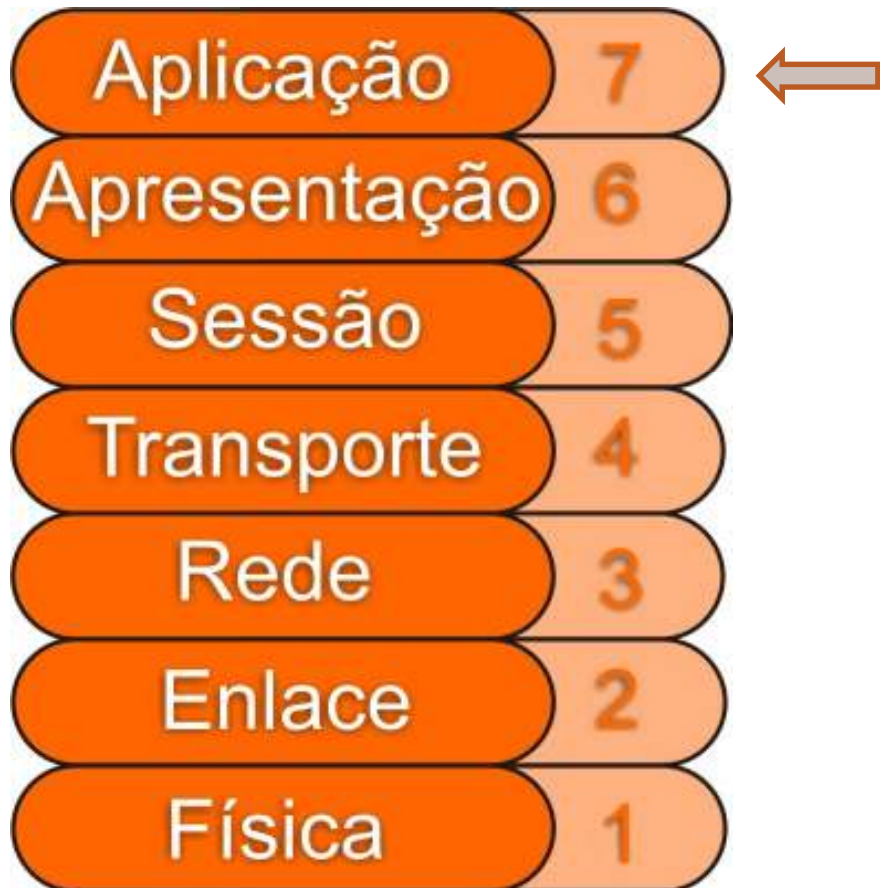 Aplicação 7
Apresentação 6
Sessão 5
Transporte 4
Rede 3
Enlace 2
Física 1